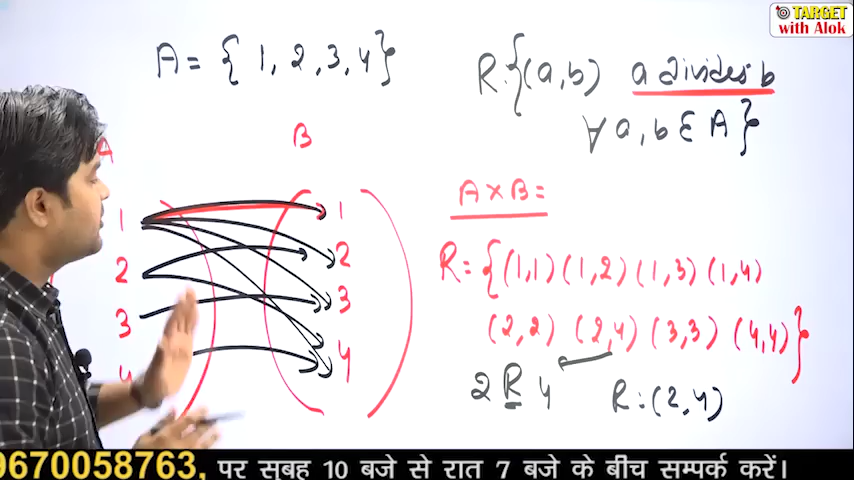 TARGET
with Alok
A = { 1, 2, 3, 4 }
R : {(a, b) a divides b
∀ a, b ∈ A }
A B
1 1
2 2
3 3
4 4
A × B =
R = { (1,1) (1,2) (1,3) (1,4)
(2,2) (2,4) (3,3) (4,4) }
2 R 4 R : (2,4)
9670058763, पर सुबह 10 बजे से रात 7 बजे के बीच सम्पर्क करें।